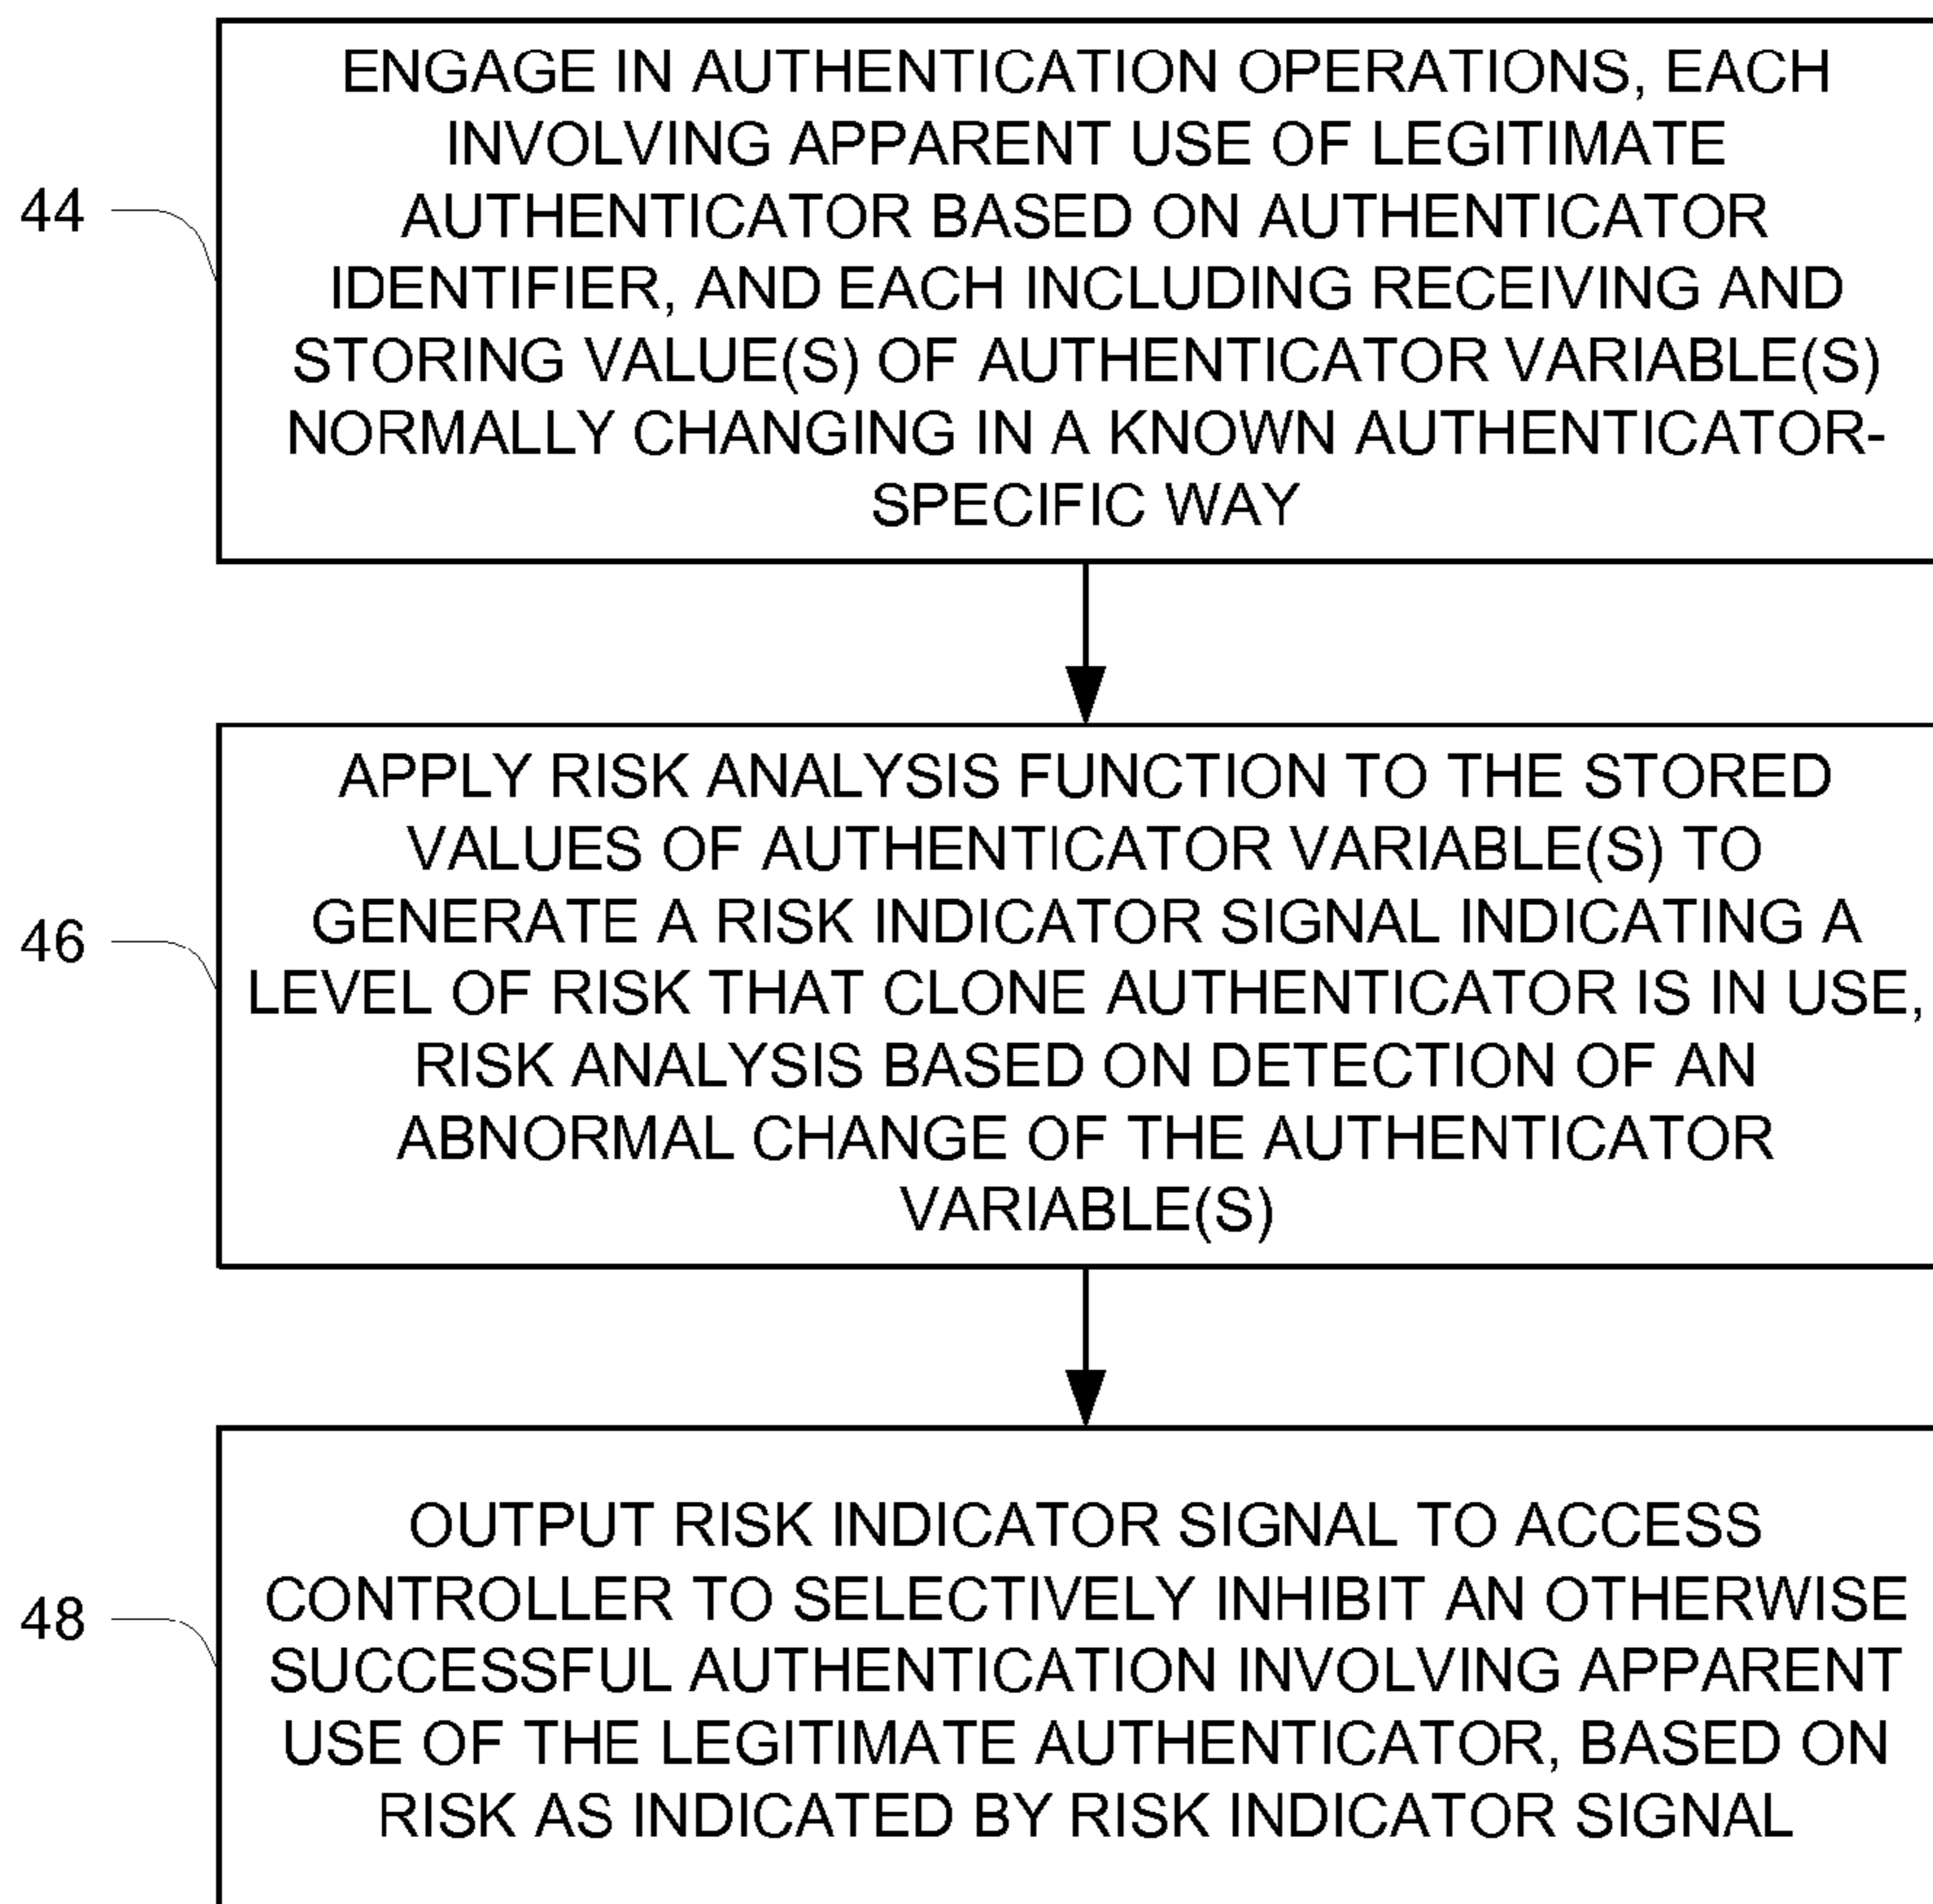 ENGAGE IN AUTHENTICATION OPERATIONS, EACH
INVOLVING APPARENT USE OF LEGITIMATE
44
AUTHENTICATOR BASED ON AUTHENTICATOR
IDENTIFIER, AND EACH INCLUDING RECEIVING AND
STORING VALUE(S) OF AUTHENTICATOR VARIABLE(S)
NORMALLY CHANGING IN A KNOWN AUTHENTICATOR-
SPECIFIC WAY
APPLY RISK ANALYSIS FUNCTION TO THE STORED
VALUES OF AUTHENTICATOR VARIABLE(S) TO
GENERATE A RISK INDICATOR SIGNAL INDICATING A
46
LEVEL OF RISK THAT CLONE AUTHENTICATOR IS IN USE,
RISK ANALYSIS BASED ON DETECTION OF AN
ABNORMAL CHANGE OF THE AUTHENTICATOR
VARIABLE(S)
OUTPUT RISK INDICATOR SIGNAL TO ACCESS
CONTROLLER TO SELECTIVELY INHIBIT AN OTHERWISE
48
SUCCESSFUL AUTHENTICATION INVOLVING APPARENT
USE OF THE LEGITIMATE AUTHENTICATOR, BASED ON
RISK AS INDICATED BY RISK INDICATOR SIGNAL